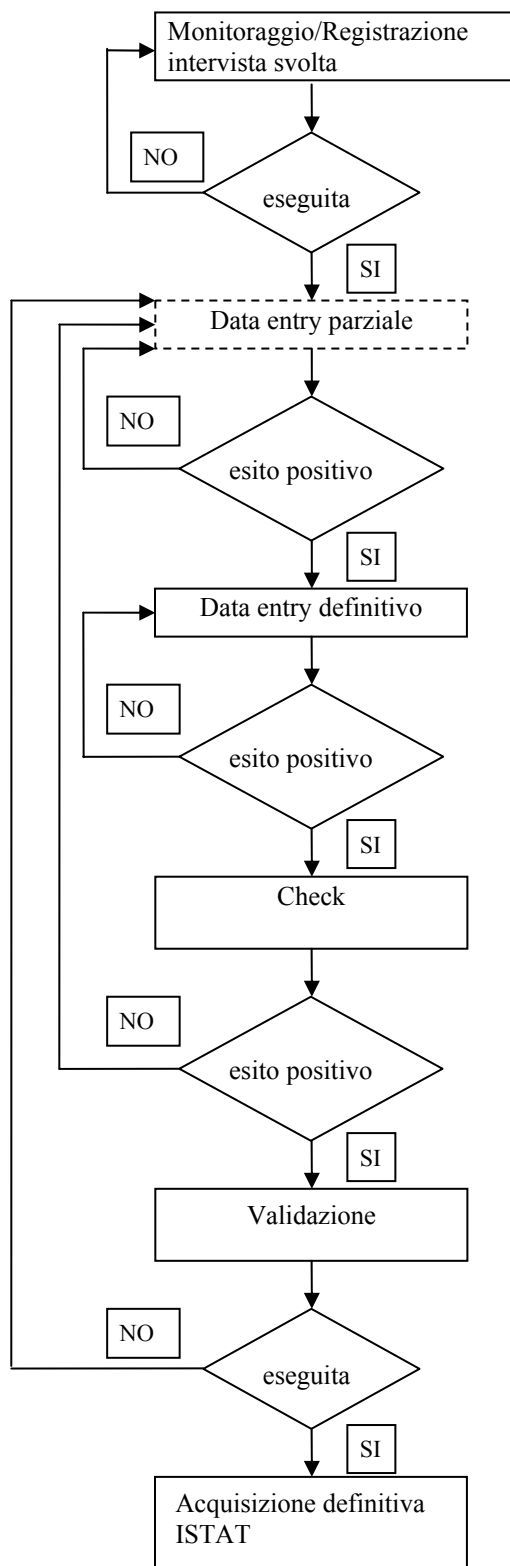 Monitoraggio/Registrazione
intervista svolta
NO
eseguita
SI
Data entry parziale
NO
esito positivo
SI
Data entry definitivo
NO
esito positivo
SI
Check
NO
esito positivo
SI
Validazione
NO
eseguita
SI
Acquisizione definitiva
ISTAT